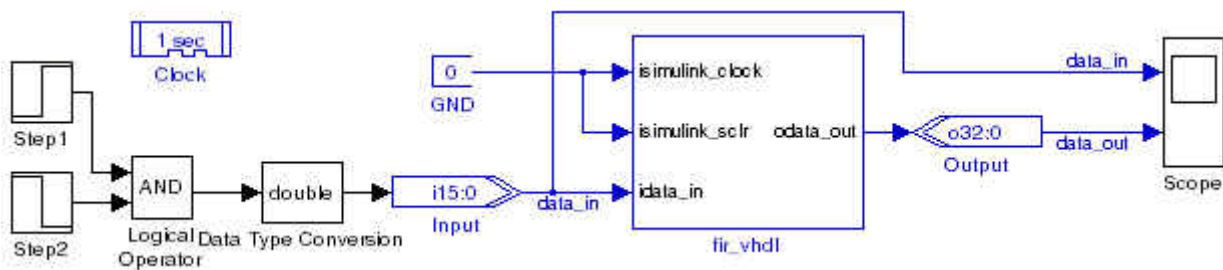 1 sec
Clock
Step1
Step2
AND
Logical
Operator
double
Data Type Conversion
i15:0
Input
data_in
0
GND
isimulink_clock
isimulink_sclr
idata_in
odata_out
fir_vhdl
o32:0
Output
data_in
data_out
Scope